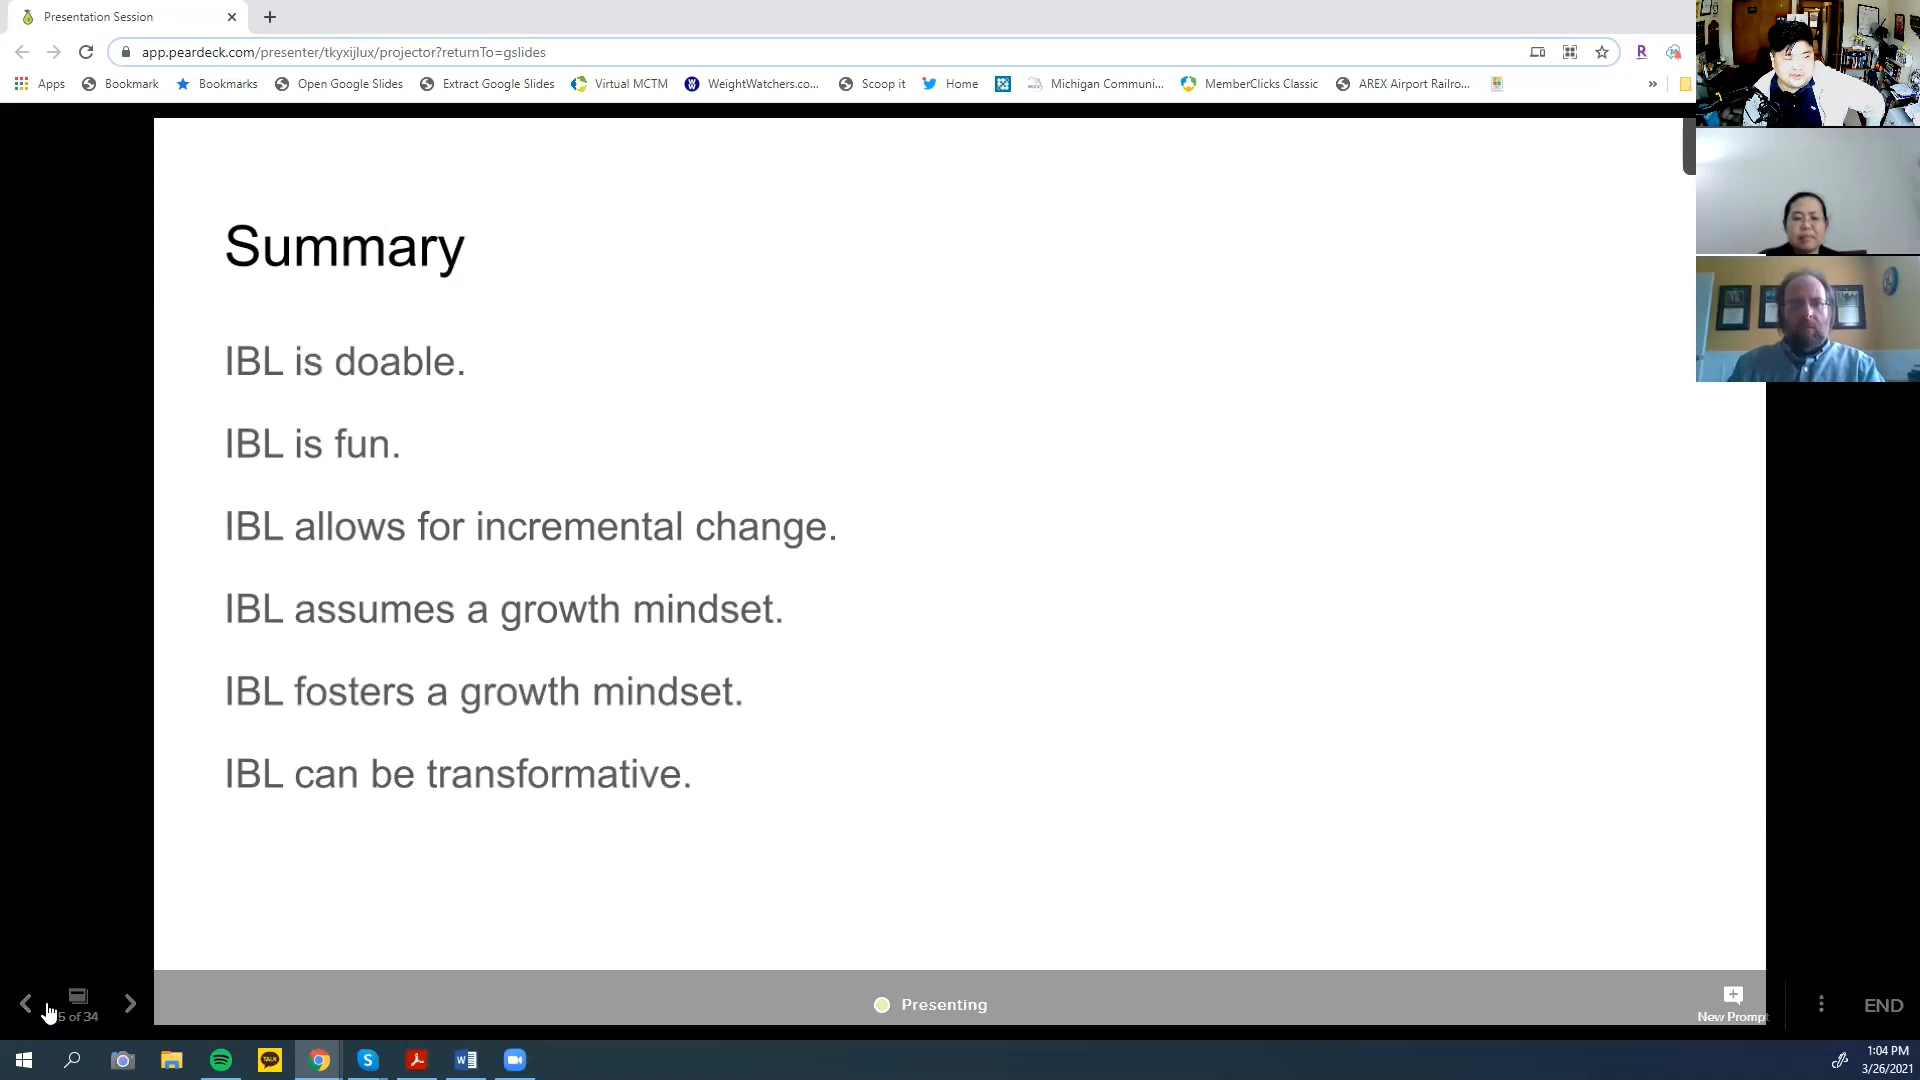 Presentation Session
app.peardeck.com/presenter/tkyxijlux/projector?returnTo=gslides
R
Apps Bookmark Bookmarks Open Google Slides Extract Google Slides Virtual MCTM WeightWatchers.co... Scoop it Home Michigan Communi... MemberClicks Classic AREX Airport Railro... »
Summary
IBL is doable.
IBL is fun.
IBL allows for incremental change.
IBL assumes a growth mindset.
IBL fosters a growth mindset.
IBL can be transformative.
5 of 34
Presenting
New Prompt
END
TALK
1:04 PM
3/26/2021